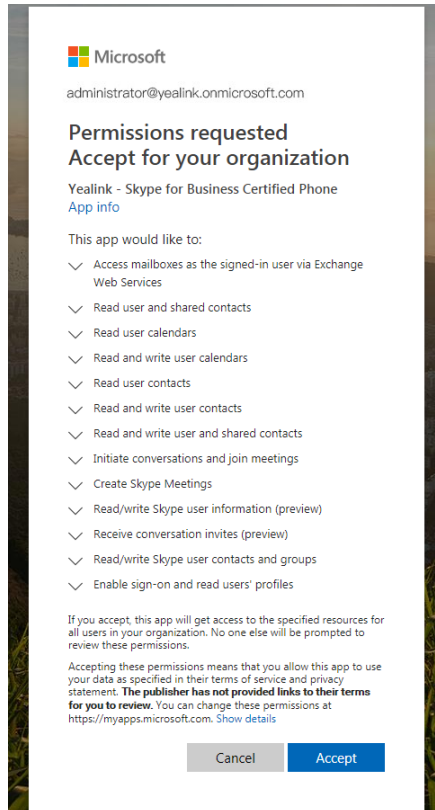 Microsoft
administrator@yealink.onmicrosoft.com
Permissions requested
Accept for your organization
Yealink - Skype for Business Certified Phone
App info
This app would like to:
Access mailboxes as the signed-in user via Exchange
Web Services
Read user and shared contacts
Read user calendars
Read and write user calendars
Read user contacts
Read and write user contacts
Read and write user and shared contacts
Initiate conversations and join meetings
Create Skype Meetings
Read/write Skype user information (preview)
Receive conversation invites (preview)
Read/write Skype user contacts and groups
Enable sign-on and read users' profiles
If you accept, this app will get access to the specified resources for
all users in your organization. No one else will be prompted to
review these permissions.
Accepting these permissions means that you allow this app to use
your data as specified in their terms of service and privacy
statement. The publisher has not provided links to their terms
for you to review. You can change these permissions at
https://myapps.microsoft.com. Show details
Cancel
Accept